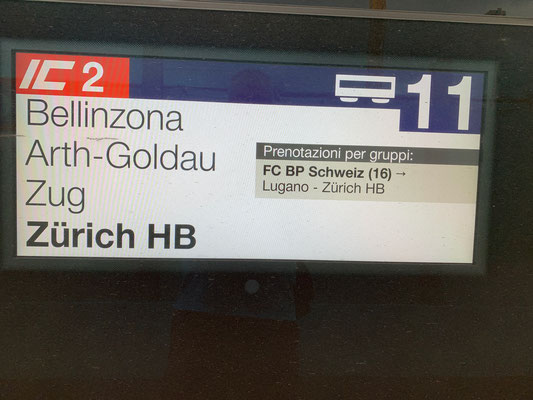 IC 2
11
Bellinzona
Arth-Goldau
Zug
Zürich HB
Prenotazioni per gruppi:
FC BP Schweiz (16) →
Lugano - Zürich HB